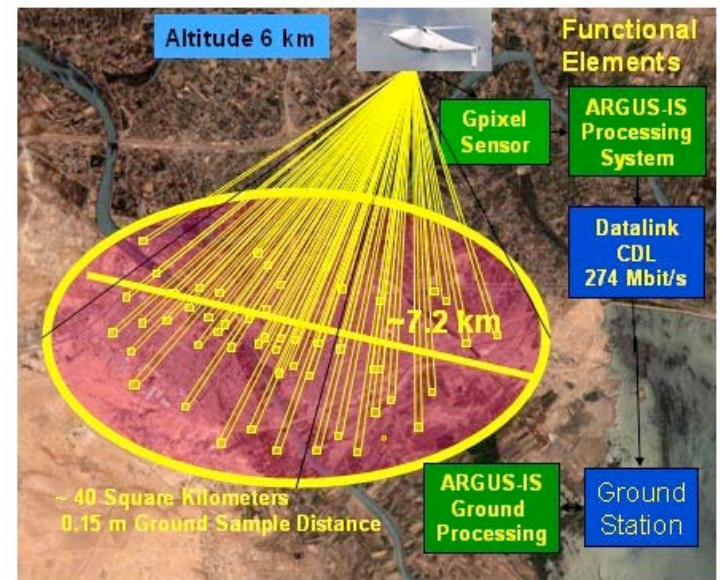 Altitude 6 km
Functional
Elements
Gpixel
Sensor
ARGUS-IS
Processing
System
Datalink
CDL
274 Mbit/s
~7.2 km
~ 40 Square Kilometers
0.15 m Ground Sample Distance
ARGUS-IS
Ground
Processing
Ground
Station